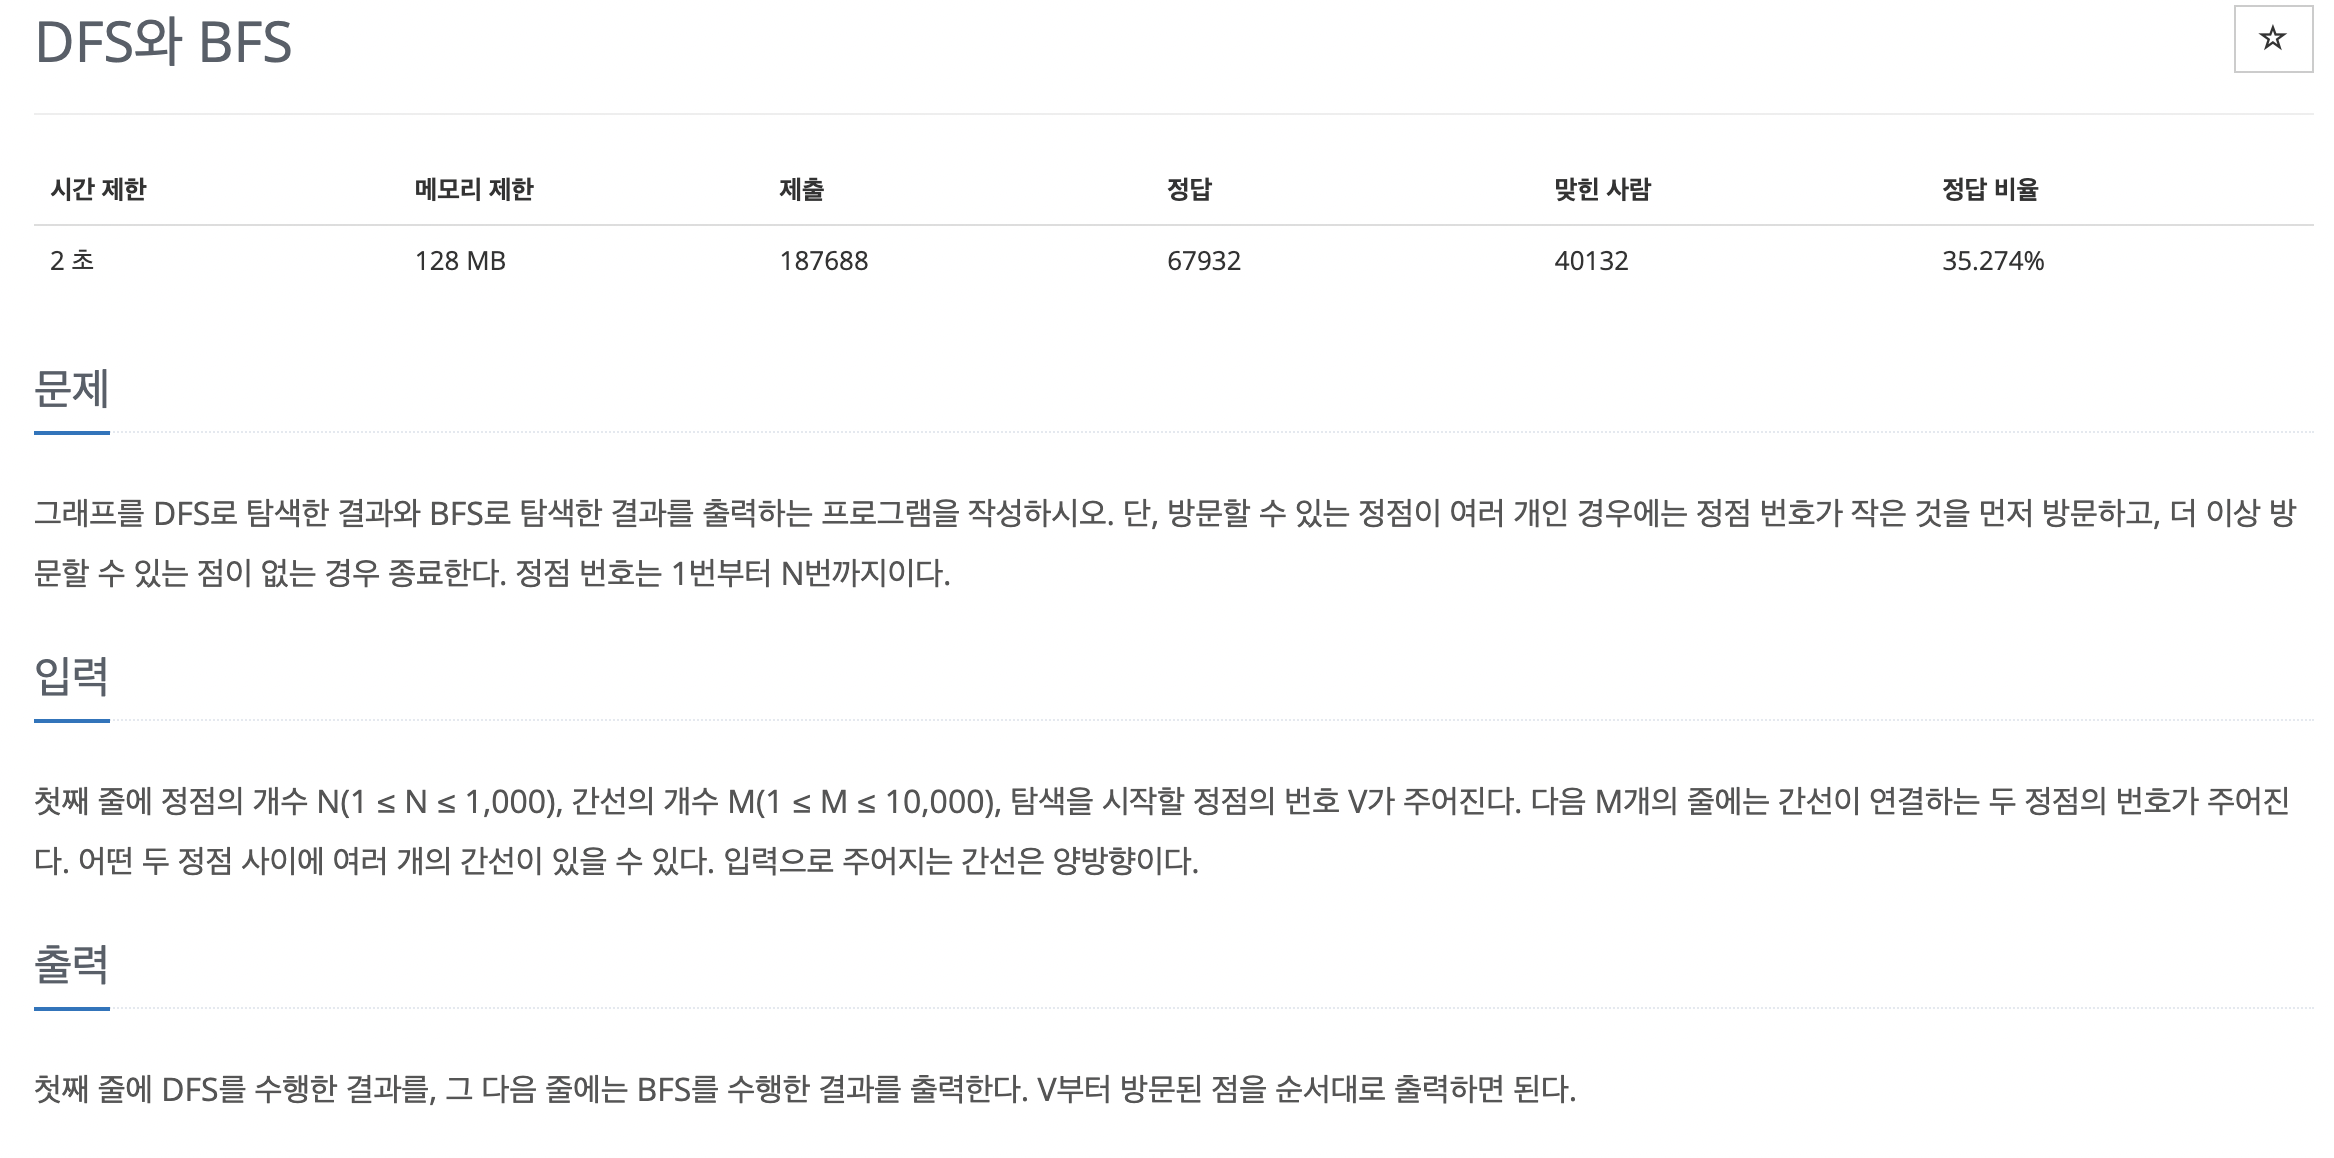 DFS와 BFS
☆
시간 제한 메모리 제한 제출 정답 맞힌 사람 정답 비율
2 초 128 MB 187688 67932 40132 35.274%
문제
그래프를 DFS로 탐색한 결과와 BFS로 탐색한 결과를 출력하는 프로그램을 작성하시오. 단, 방문할 수 있는 정점이 여러 개인 경우에는 정점 번호가 작은 것을 먼저 방문하고, 더 이상 방
문할 수 있는 점이 없는 경우 종료한다. 정점 번호는 1번부터 N번까지이다.
입력
첫째 줄에 정점의 개수 N(1 ≤ N ≤ 1,000), 간선의 개수 M(1 ≤ M ≤ 10,000), 탐색을 시작할 정점의 번호 V가 주어진다. 다음 M개의 줄에는 간선이 연결하는 두 정점의 번호가 주어진
다. 어떤 두 정점 사이에 여러 개의 간선이 있을 수 있다. 입력으로 주어지는 간선은 양방향이다.
출력
첫째 줄에 DFS를 수행한 결과를, 그 다음 줄에는 BFS를 수행한 결과를 출력한다. V부터 방문된 점을 순서대로 출력하면 된다.